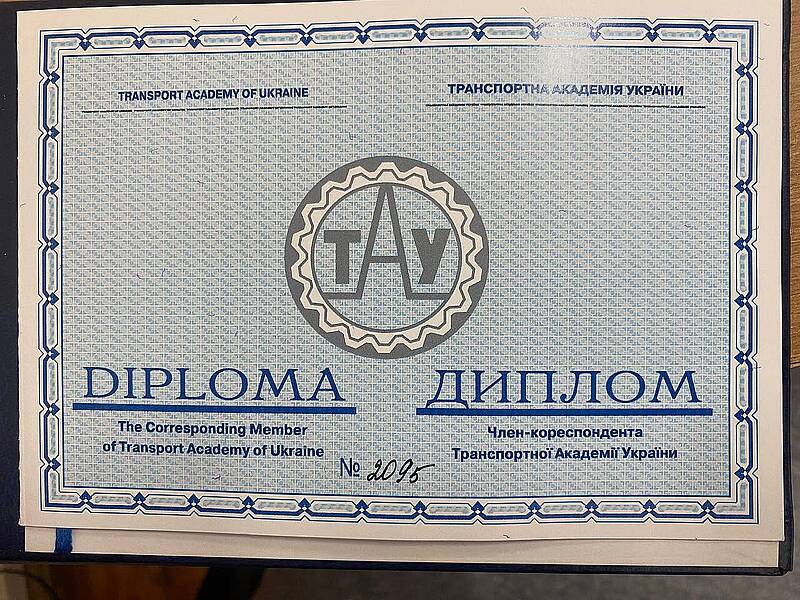 TRANSPORT ACADEMY OF UKRAINE
ТРАНСПОРТНА АКАДЕМІЯ УКРАЇНИ
ТАУ
DIPLOMA
The Corresponding Member
of Transport Academy of Ukraine
ДИПЛОМ
Член-кореспондента
Транспортної Академії України
№ 2095